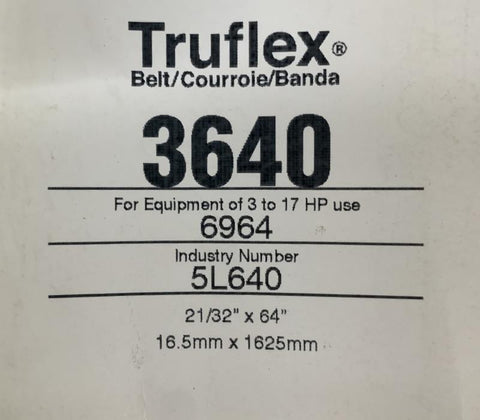 Truflex®
Belt/Courroie/Banda
3640
For Equipment of 3 to 17 HP use
6964
Industry Number
5L640
21/32" x 64"
16.5mm x 1625mm